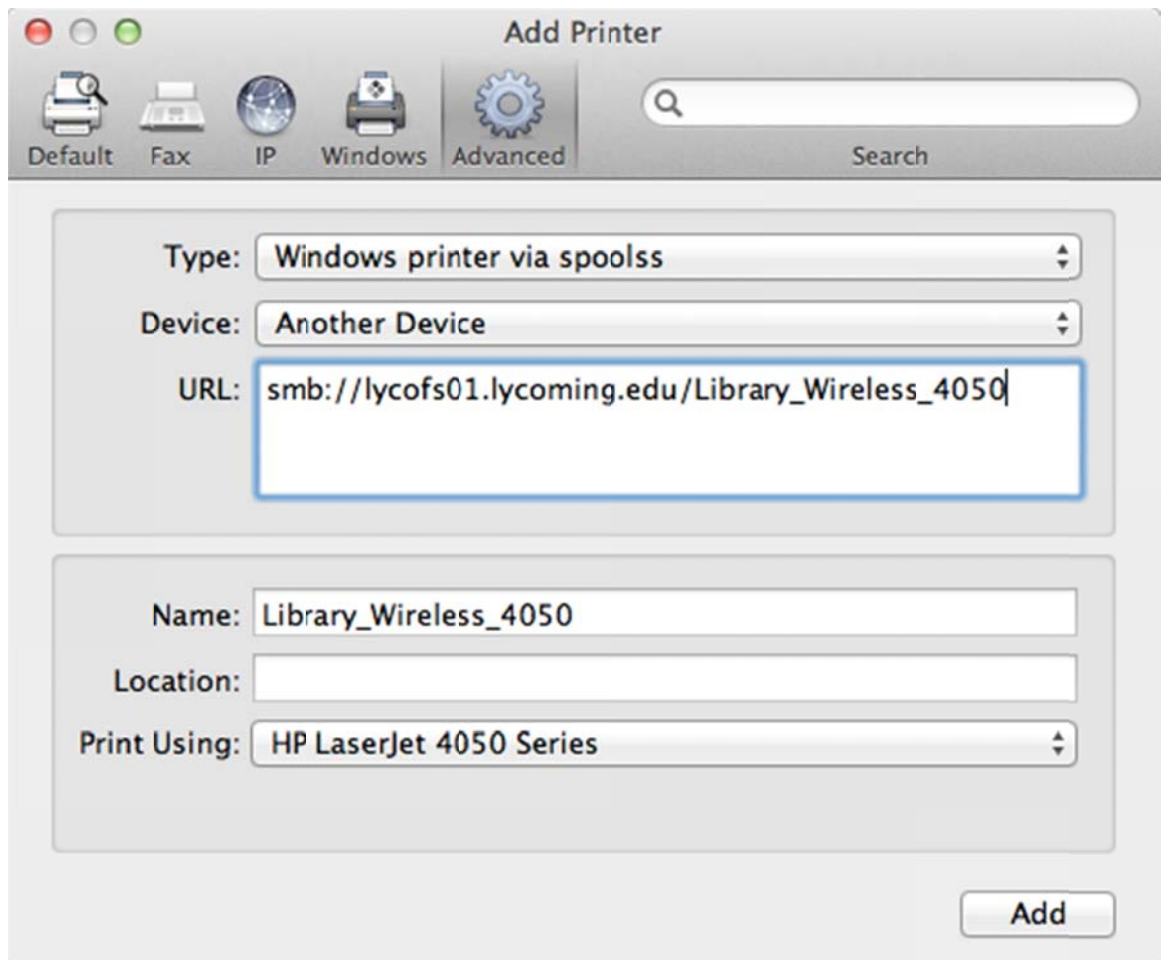 Add Printer
Default Fax IP Windows Advanced Search
Type: Windows printer via spoolss
Device: Another Device
URL: smb://lycofs01.lycoming.edu/Library_Wireless_4050
Name: Library_Wireless_4050
Location:
Print Using: HP LaserJet 4050 Series
Add